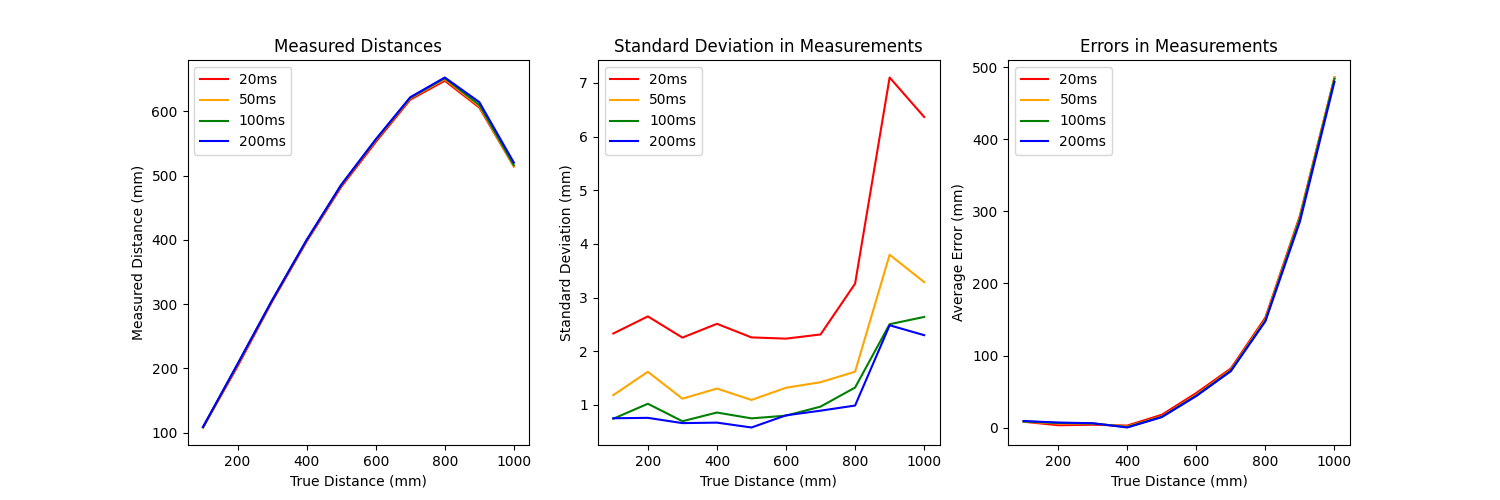 Measured Distances
20ms
50ms
100ms
200ms
600
500
400
300
200
100
Measured Distance (mm)
200 400 600 800 1000
True Distance (mm)
Standard Deviation in Measurements
20ms
50ms
100ms
200ms
7
6
5
4
3
2
1
Standard Deviation (mm)
200 400 600 800 1000
True Distance (mm)
Errors in Measurements
20ms
50ms
100ms
200ms
500
400
300
200
100
0
Average Error (mm)
200 400 600 800 1000
True Distance (mm)